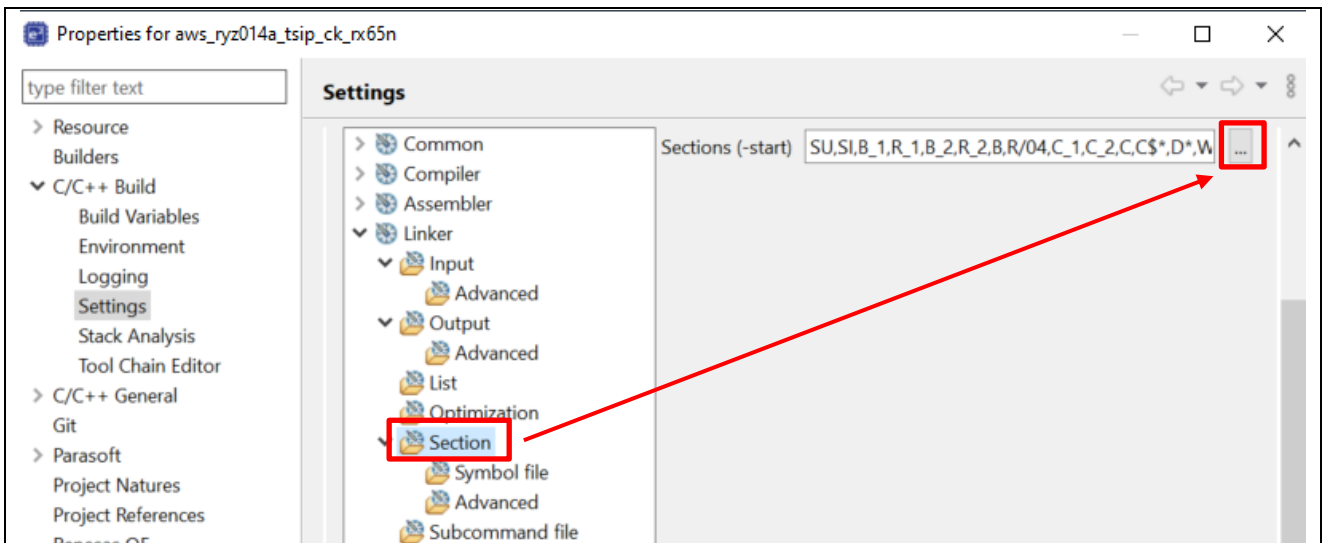 Properties for aws_ryz014a_tsip_ck_rx65n
type filter text
Settings
Resource
Builders
C/C++ Build
Build Variables
Environment
Logging
Settings
Stack Analysis
Tool Chain Editor
C/C++ General
Git
Parasoft
Project Natures
Project References
Common
Compiler
Assembler
Linker
Input
Advanced
Output
Advanced
List
Optimization
Section
Symbol file
Advanced
Subcommand file
Sections (-start) SU,SI,B_1,R_1,B_2,R_2,B,R/04,C_1,C_2,C,C$*,D*,W ...